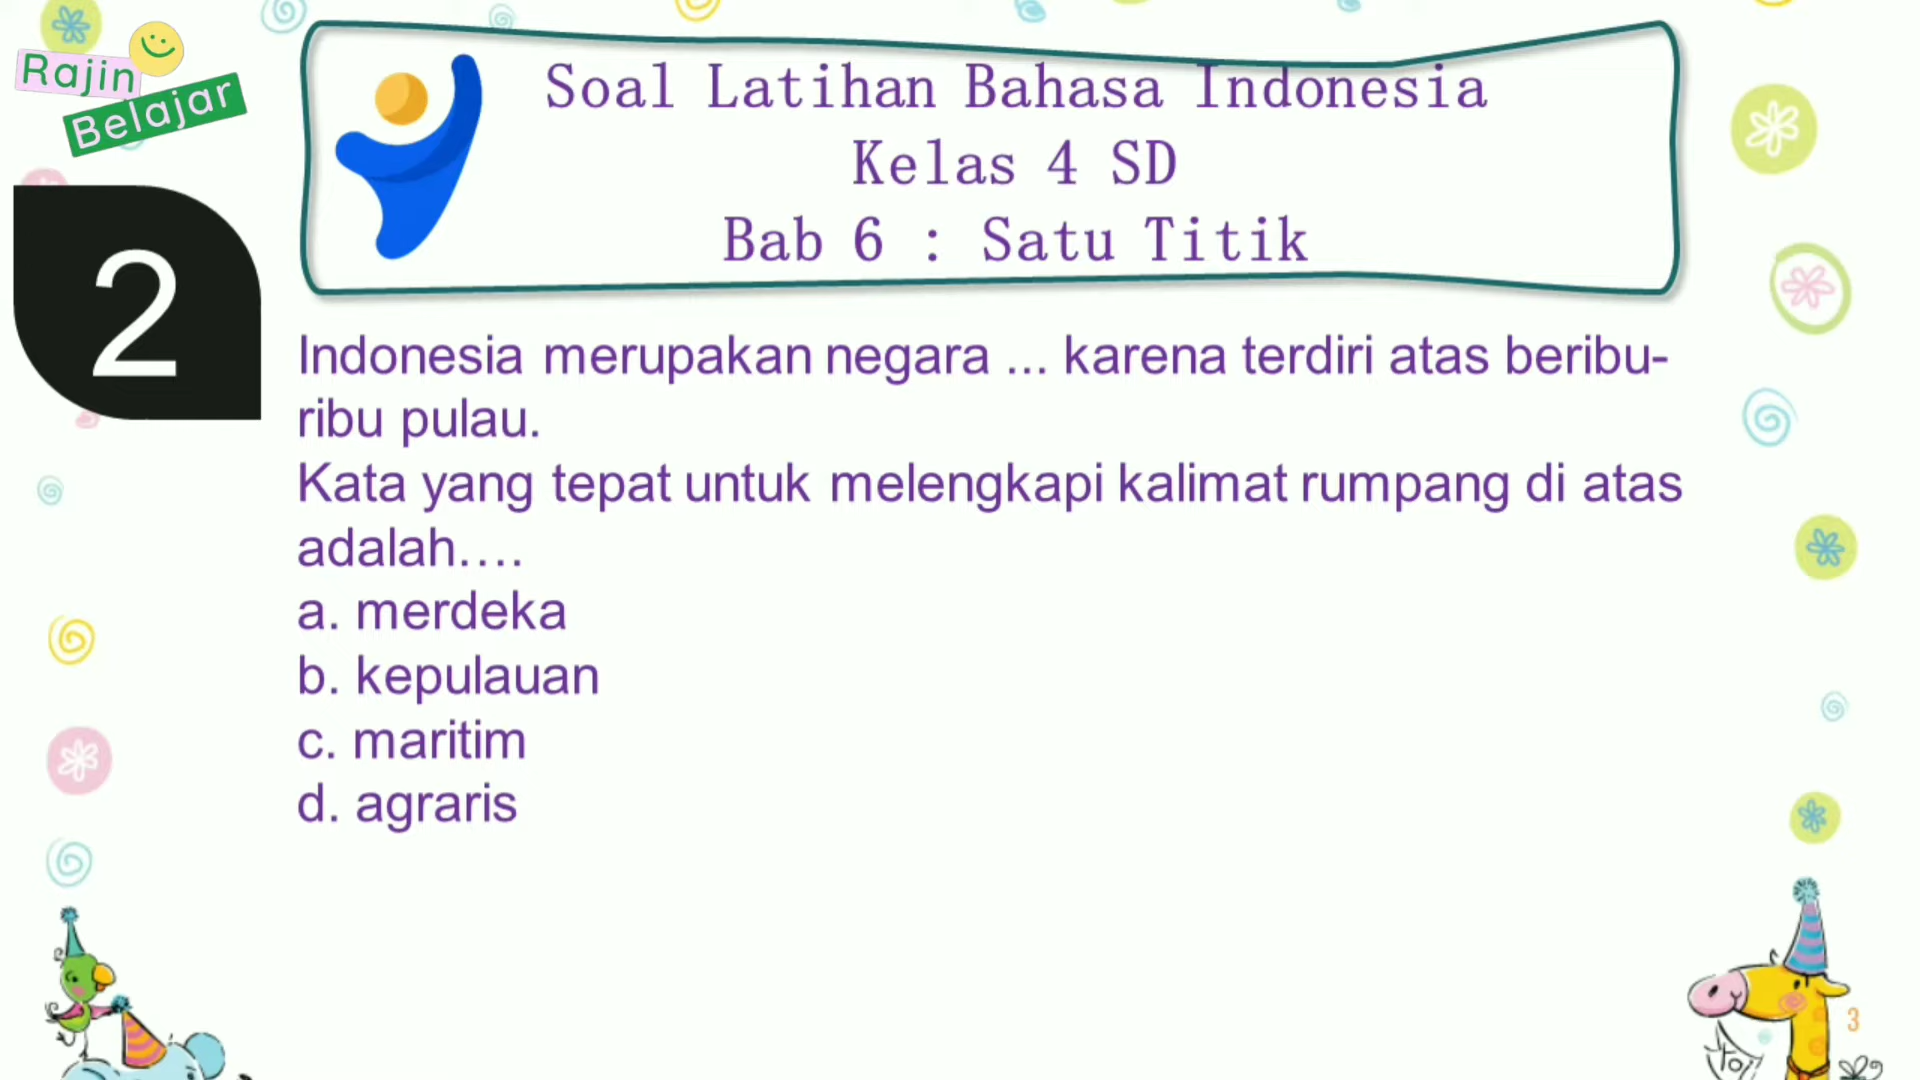 Rajin
Belajar
Soal Latihan Bahasa Indonesia
Kelas 4 SD
Bab 6 : Satu Titik
2
Indonesia merupakan negara ... karena terdiri atas beribu-
ribu pulau.
Kata yang tepat untuk melengkapi kalimat rumpang di atas
adalah....
a. merdeka
b. kepulauan
c. maritim
d. agraris
3